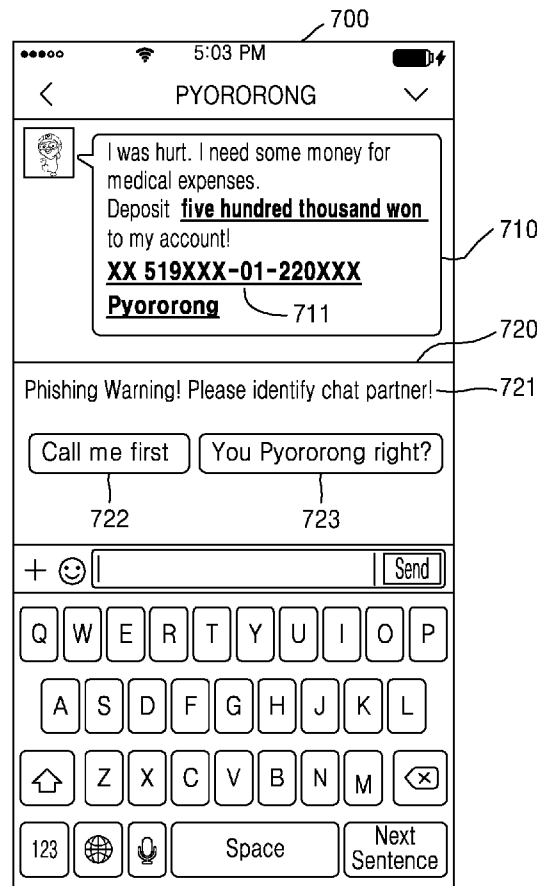 700
5:03 PM
PYORORONG
I was hurt. I need some money for
medical expenses.
Deposit five hundred thousand won
to my account!
710
XX 519XXX-01-220XXX
Pyororong
711
720
Phishing Warning! Please identify chat partner!
721
Call me first You Pyororong right?
722 723
Send
Q W E R T Y U I O P
A S D F G H J K L
Z X C V B N M
123 Space Next
Sentence